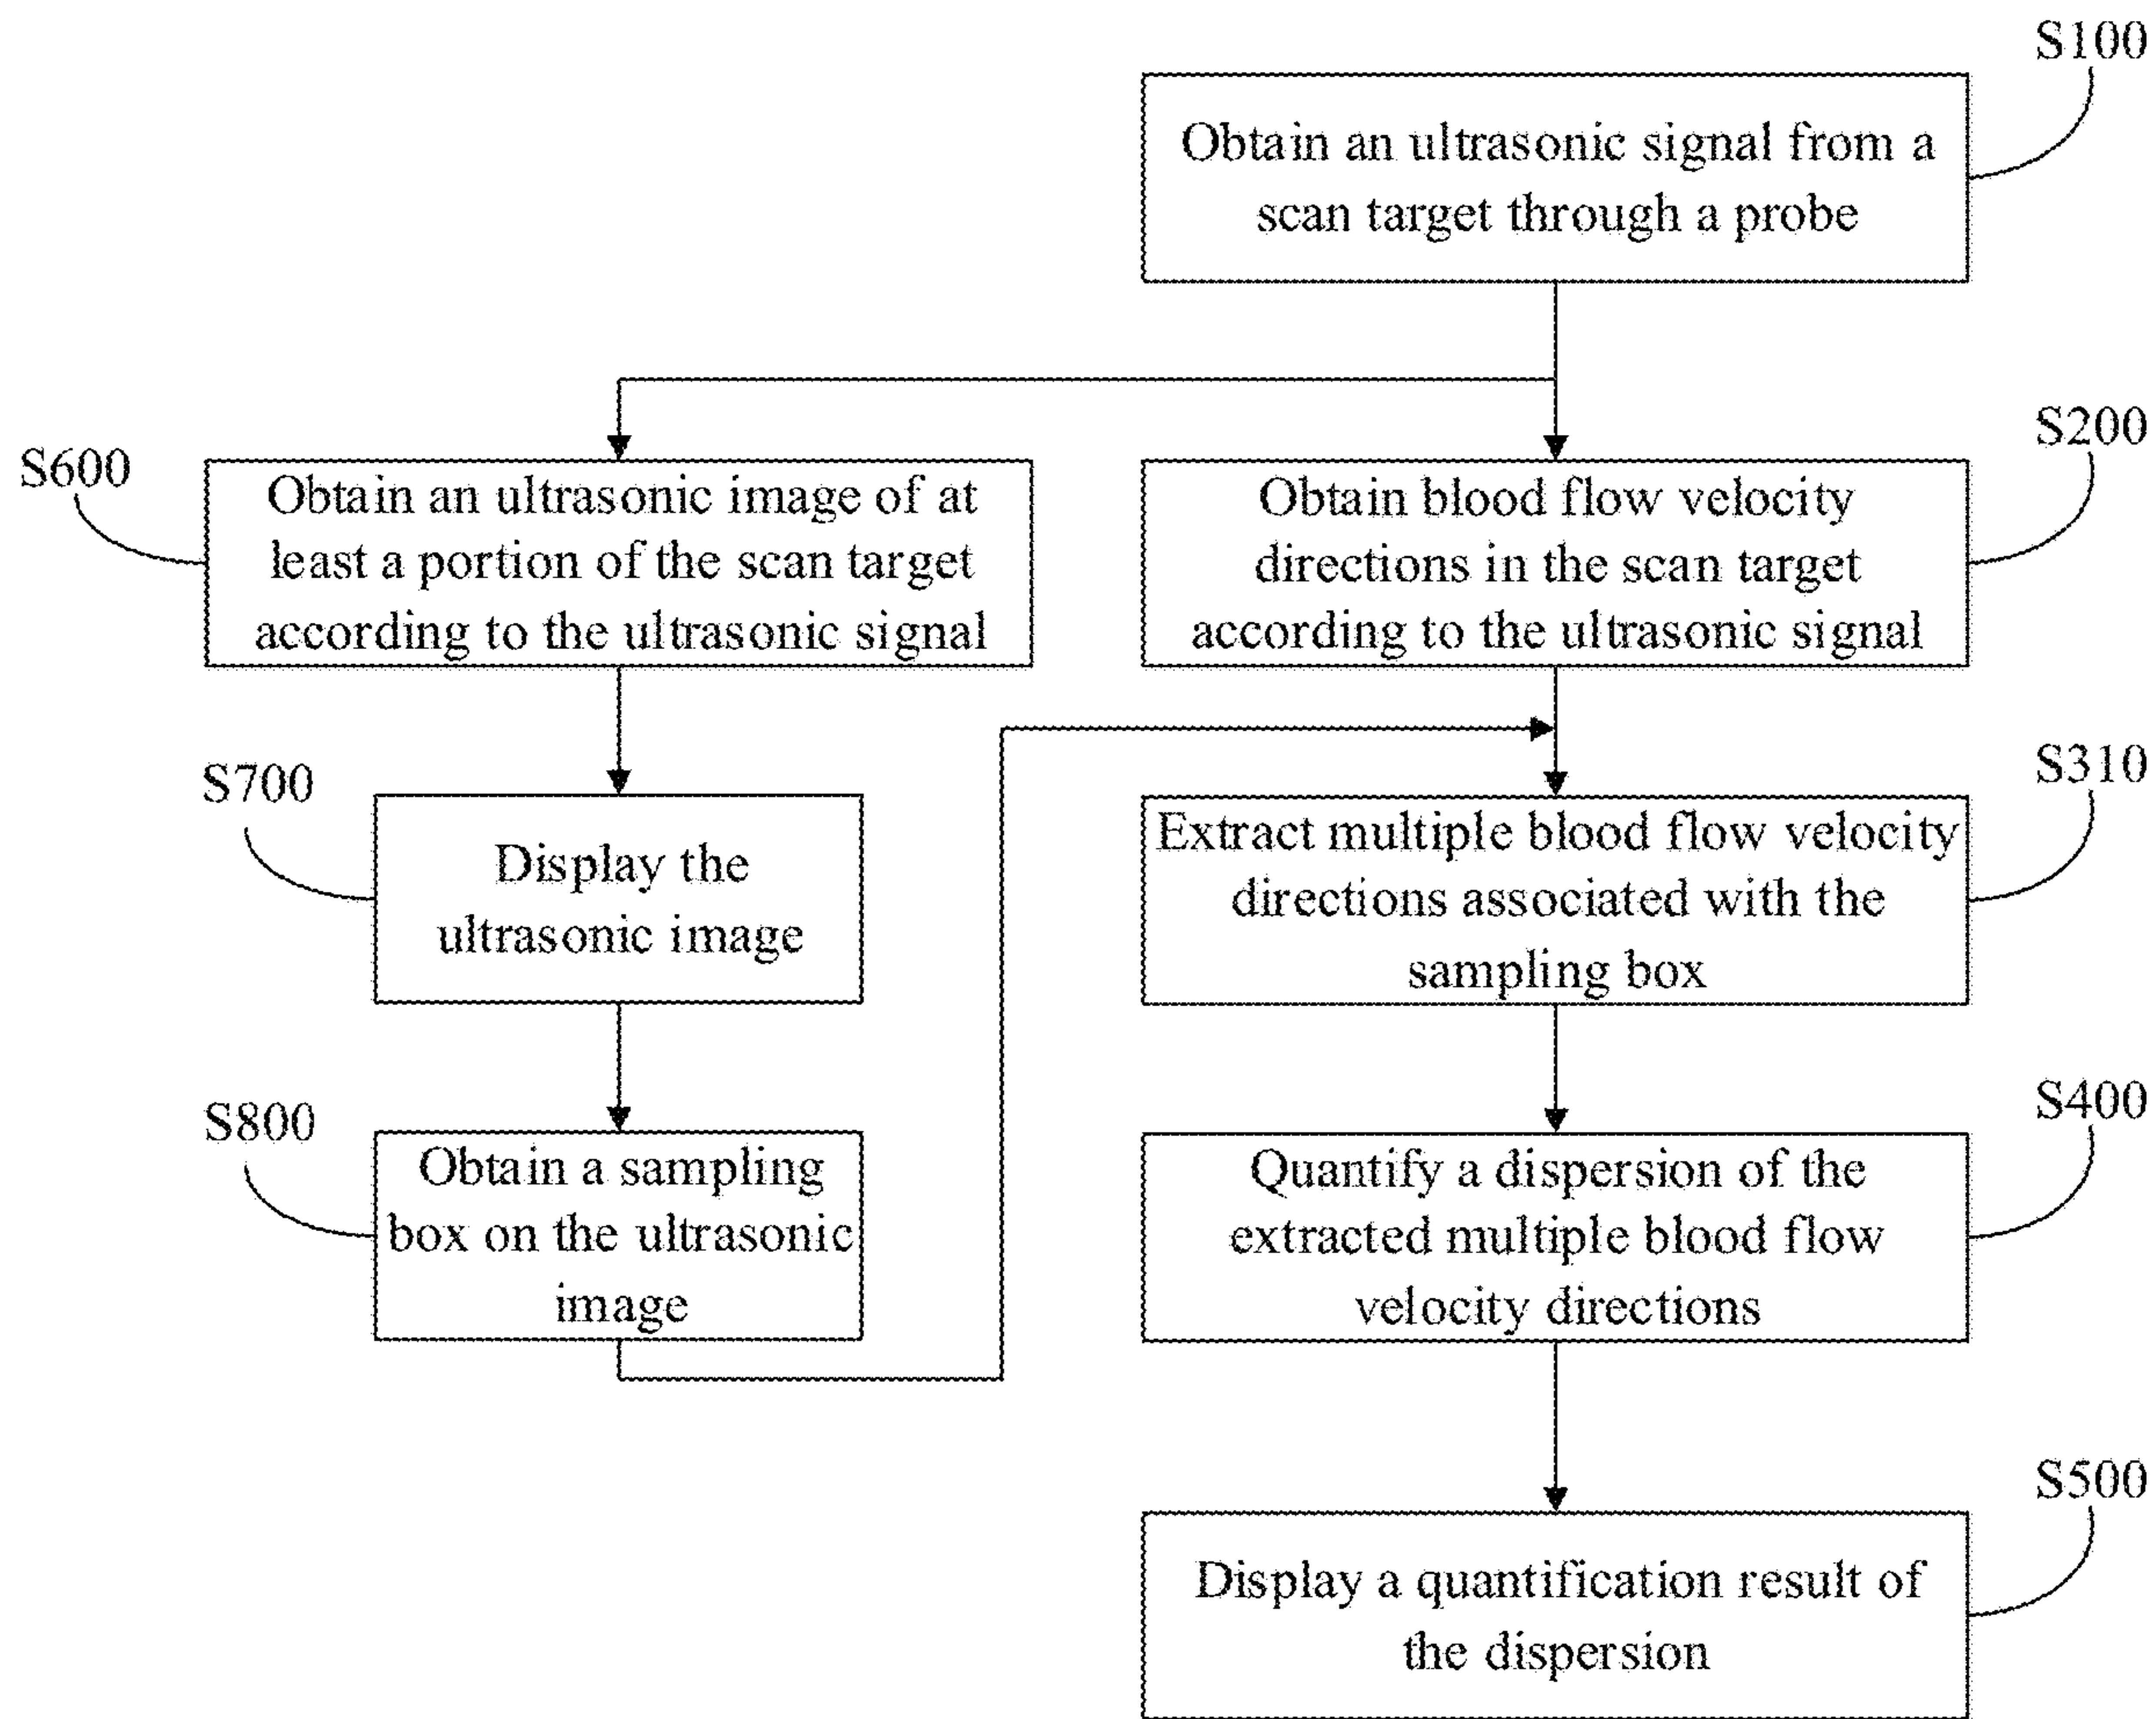 S100
Obtain an ultrasonic signal from a
scan target through a probe
S600
Obtain an ultrasonic image of at
least a portion of the scan target
according to the ultrasonic signal
S200
Obtain blood flow velocity
directions in the scan target
according to the ultrasonic signal
S700
Display the
ultrasonic image
S310
Extract multiple blood flow velocity
directions associated with the
sampling box
S800
Obtain a sampling
box on the ultrasonic
image
S400
Quantify a dispersion of the
extracted multiple blood flow
velocity directions
S500
Display a quantification result of
the dispersion